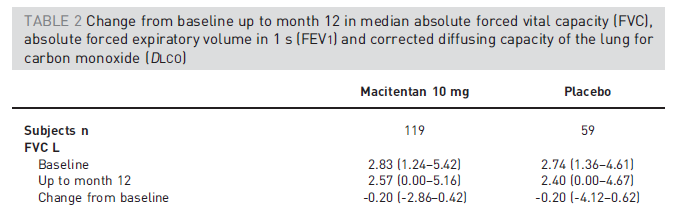 TABLE 2 Change from baseline up to month 12 in median absolute forced vital capacity (FVC),
absolute forced expiratory volume in 1 s (FEV1) and corrected diffusing capacity of the lung for
carbon monoxide (DLCO)
Macitentan 10 mg Placebo
Subjects n 119 59
FVC L
Baseline 2.83 (1.24–5.42) 2.74 (1.36–4.61)
Up to month 12 2.57 (0.00–5.16) 2.40 (0.00–4.67)
Change from baseline -0.20 (-2.86–0.42) -0.20 (-4.12–0.62)